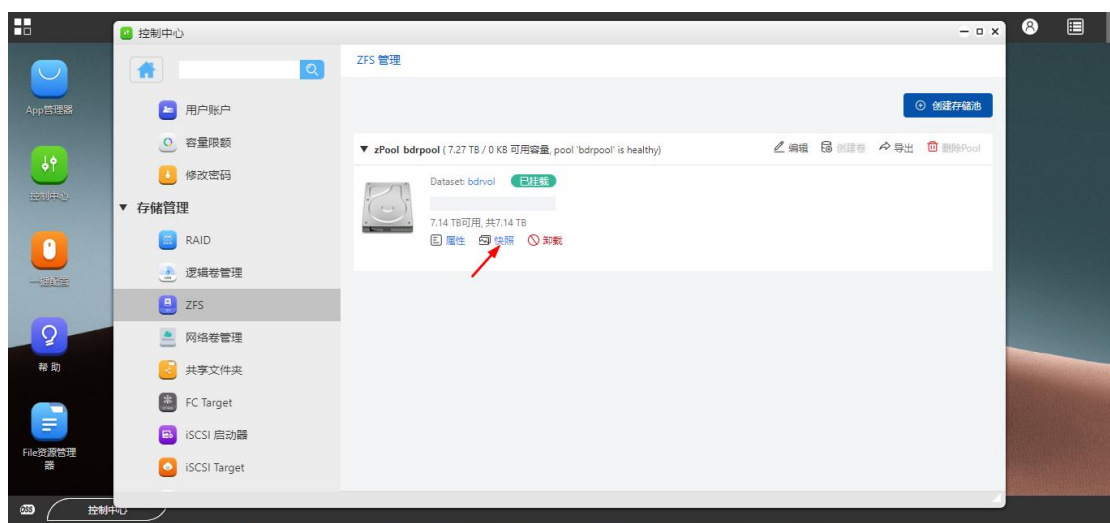 控制中心
App管理器
控制中心
一键配置
帮 助
File资源管理
器
用户账户
容量限额
修改密码
▼ 存储管理
RAID
逻辑卷管理
ZFS
网络卷管理
共享文件夹
FC Target
iSCSI 启动器
iSCSI Target
ZFS 管理
创建存储池
▼ zPool bdrpool ( 7.27 TB / 0 KB 可用容量, pool 'bdrpool' is healthy)
编辑 创建卷 导出 删除Pool
Dataset: bdrvol 已挂载
7.14 TB可用, 共7.14 TB
属性 快照 卸载
控制中心